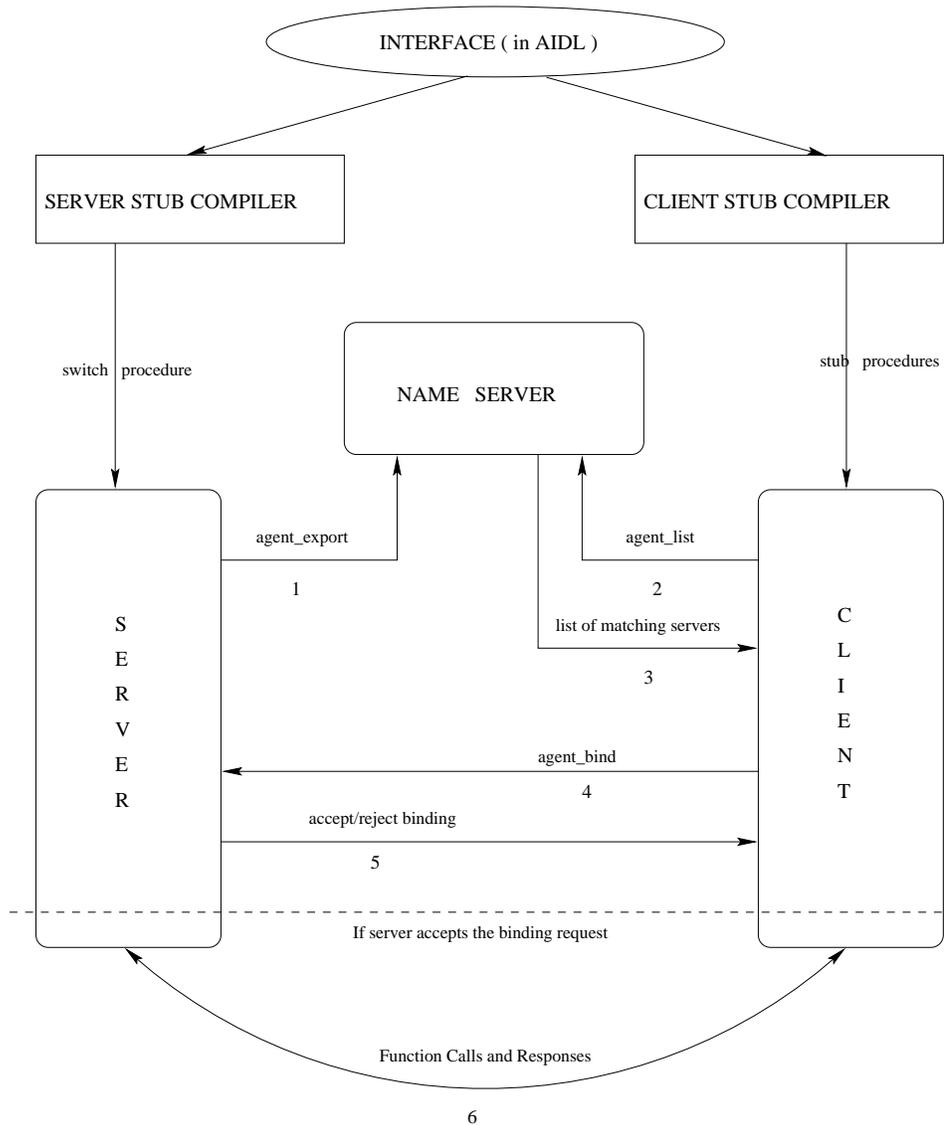 INTERFACE ( in AIDL )
SERVER STUB COMPILER
CLIENT STUB COMPILER
switch procedure
stub procedures
NAME SERVER
agent_export
1
agent_list
2
list of matching servers
3
S
E
R
V
E
R
C
L
I
E
N
T
agent_bind
4
accept/reject binding
5
If server accepts the binding request
Function Calls and Responses
6